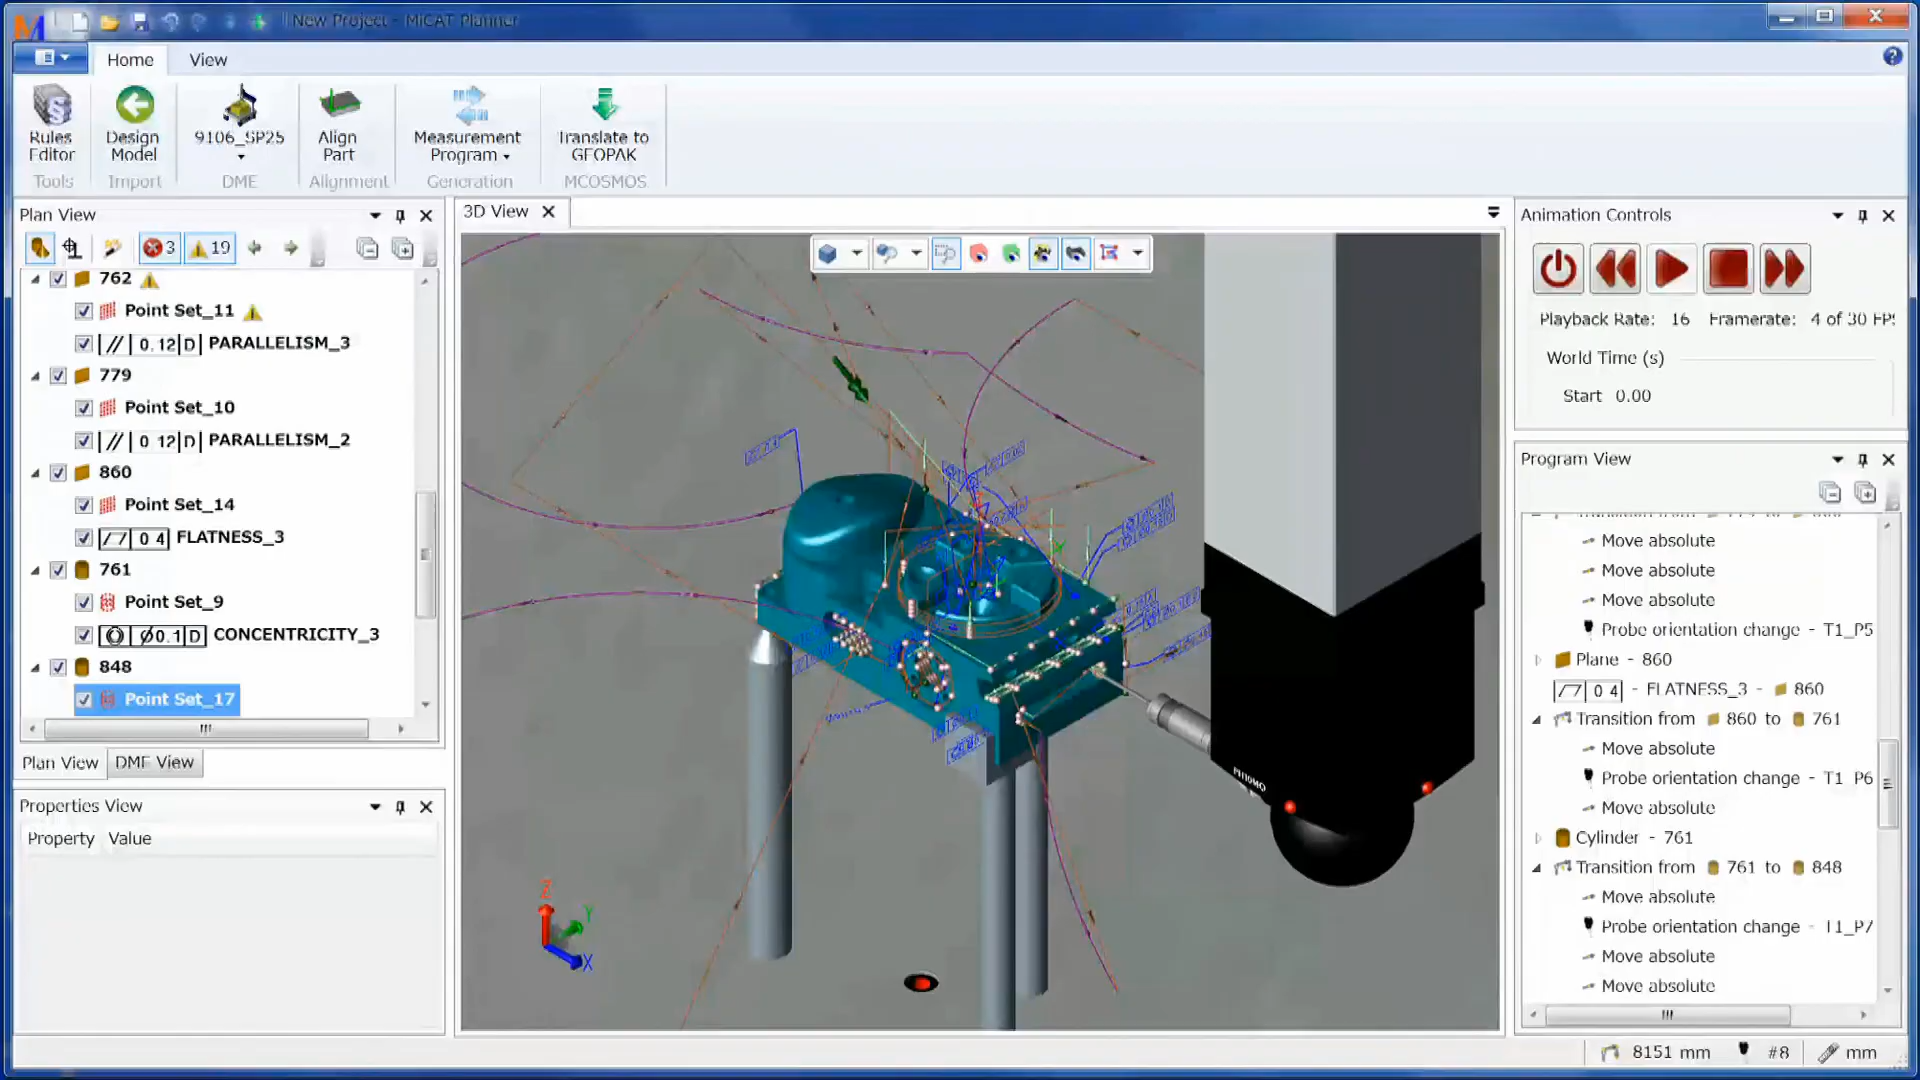 New Project - MiCAT Planner
Home
View
Rules Editor
Design Model
9106_SP25
Align Part
Measurement Program
Translate to GEOPAK
Tools
Import
DME
Alignment
Generation
MCOSMOS
Plan View
3
19
762
Point Set_11
// 0.12 D PARALLELISM_3
779
Point Set_10
// 0 12 D PARALLELISM_2
860
Point Set_14
0 4 FLATNESS_3
761
Point Set_9
Ø0.1 D CONCENTRICITY_3
848
Point Set_17
Plan View
DME View
Properties View
Property Value
3D View
Z
Y
X
Animation Controls
Playback Rate: 16 Framerate: 4 of 30 FPS
World Time (s)
Start 0.00
Program View
Move absolute
Move absolute
Move absolute
Probe orientation change - T1_P5
Plane - 860
0 4 - FLATNESS_3 - 860
Transition from 860 to 761
Move absolute
Probe orientation change - T1_P6
Move absolute
Cylinder - 761
Transition from 761 to 848
Move absolute
Probe orientation change - T1_P7
Move absolute
Move absolute
8151 mm
#8
mm